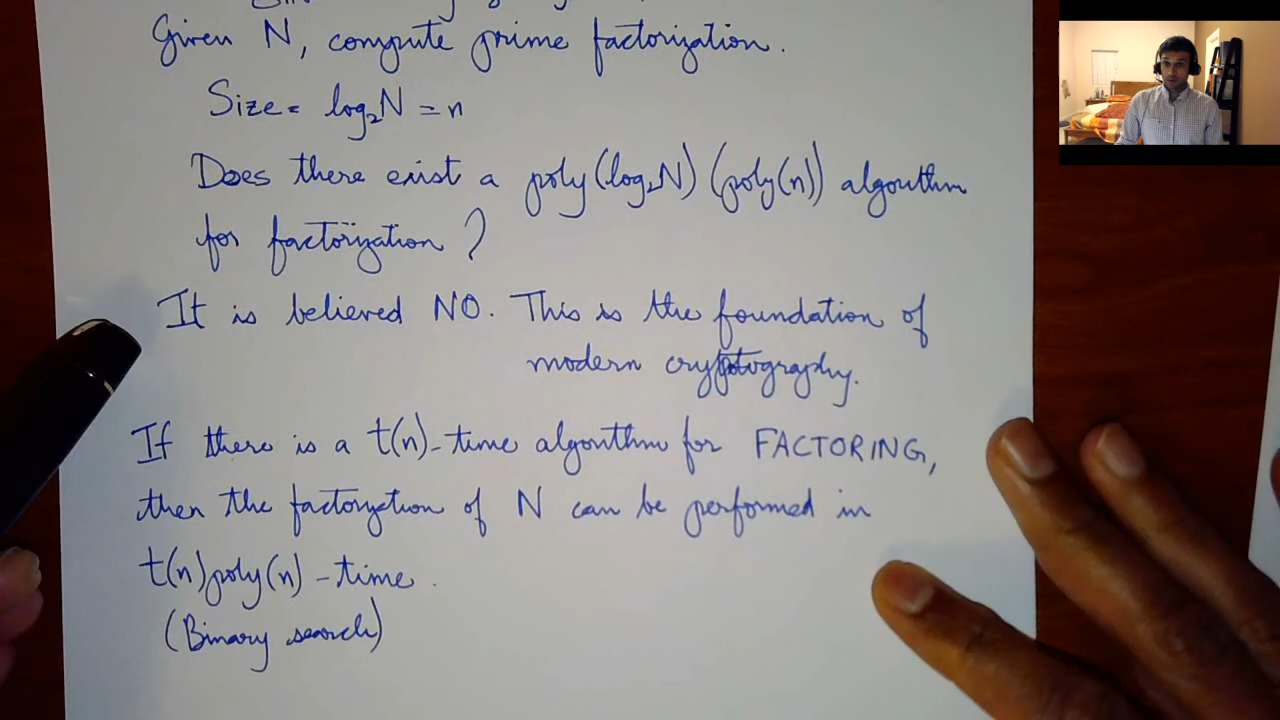 Given N, compute prime factorization.
Size = log₂N = n
Does there exist a poly(log₂N) (poly(n)) algorithm
for factorization ?
It is believed NO. This is the foundation of
modern cryptography.
If there is a t(n)-time algorithm for FACTORING,
then the factorization of N can be performed in
t(n)poly(n)-time.
(Binary search)